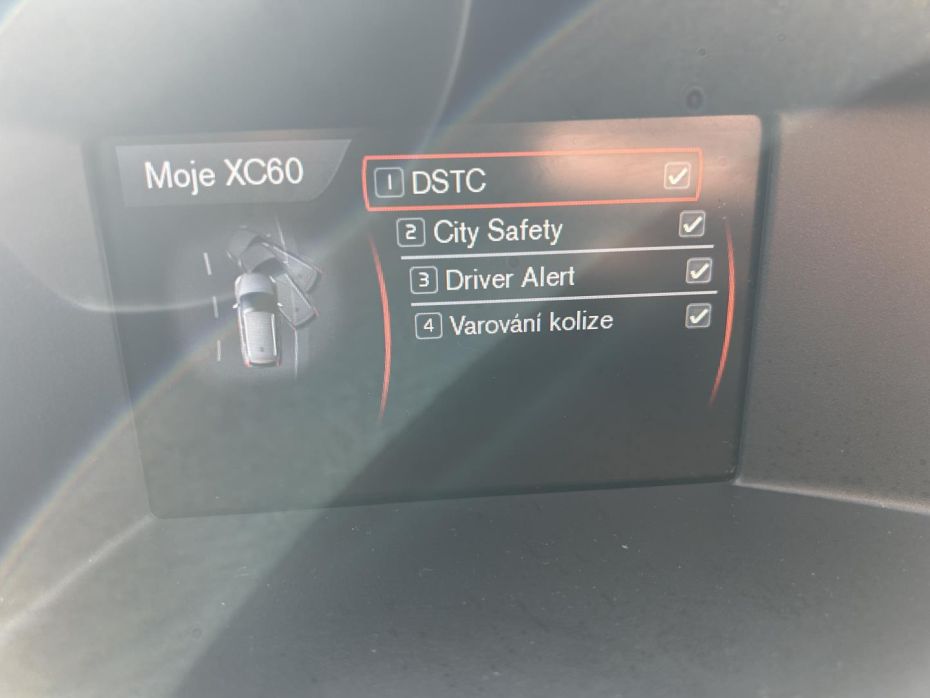 Moje XC60
1 DSTC
2 City Safety
3 Driver Alert
4 Varování kolize